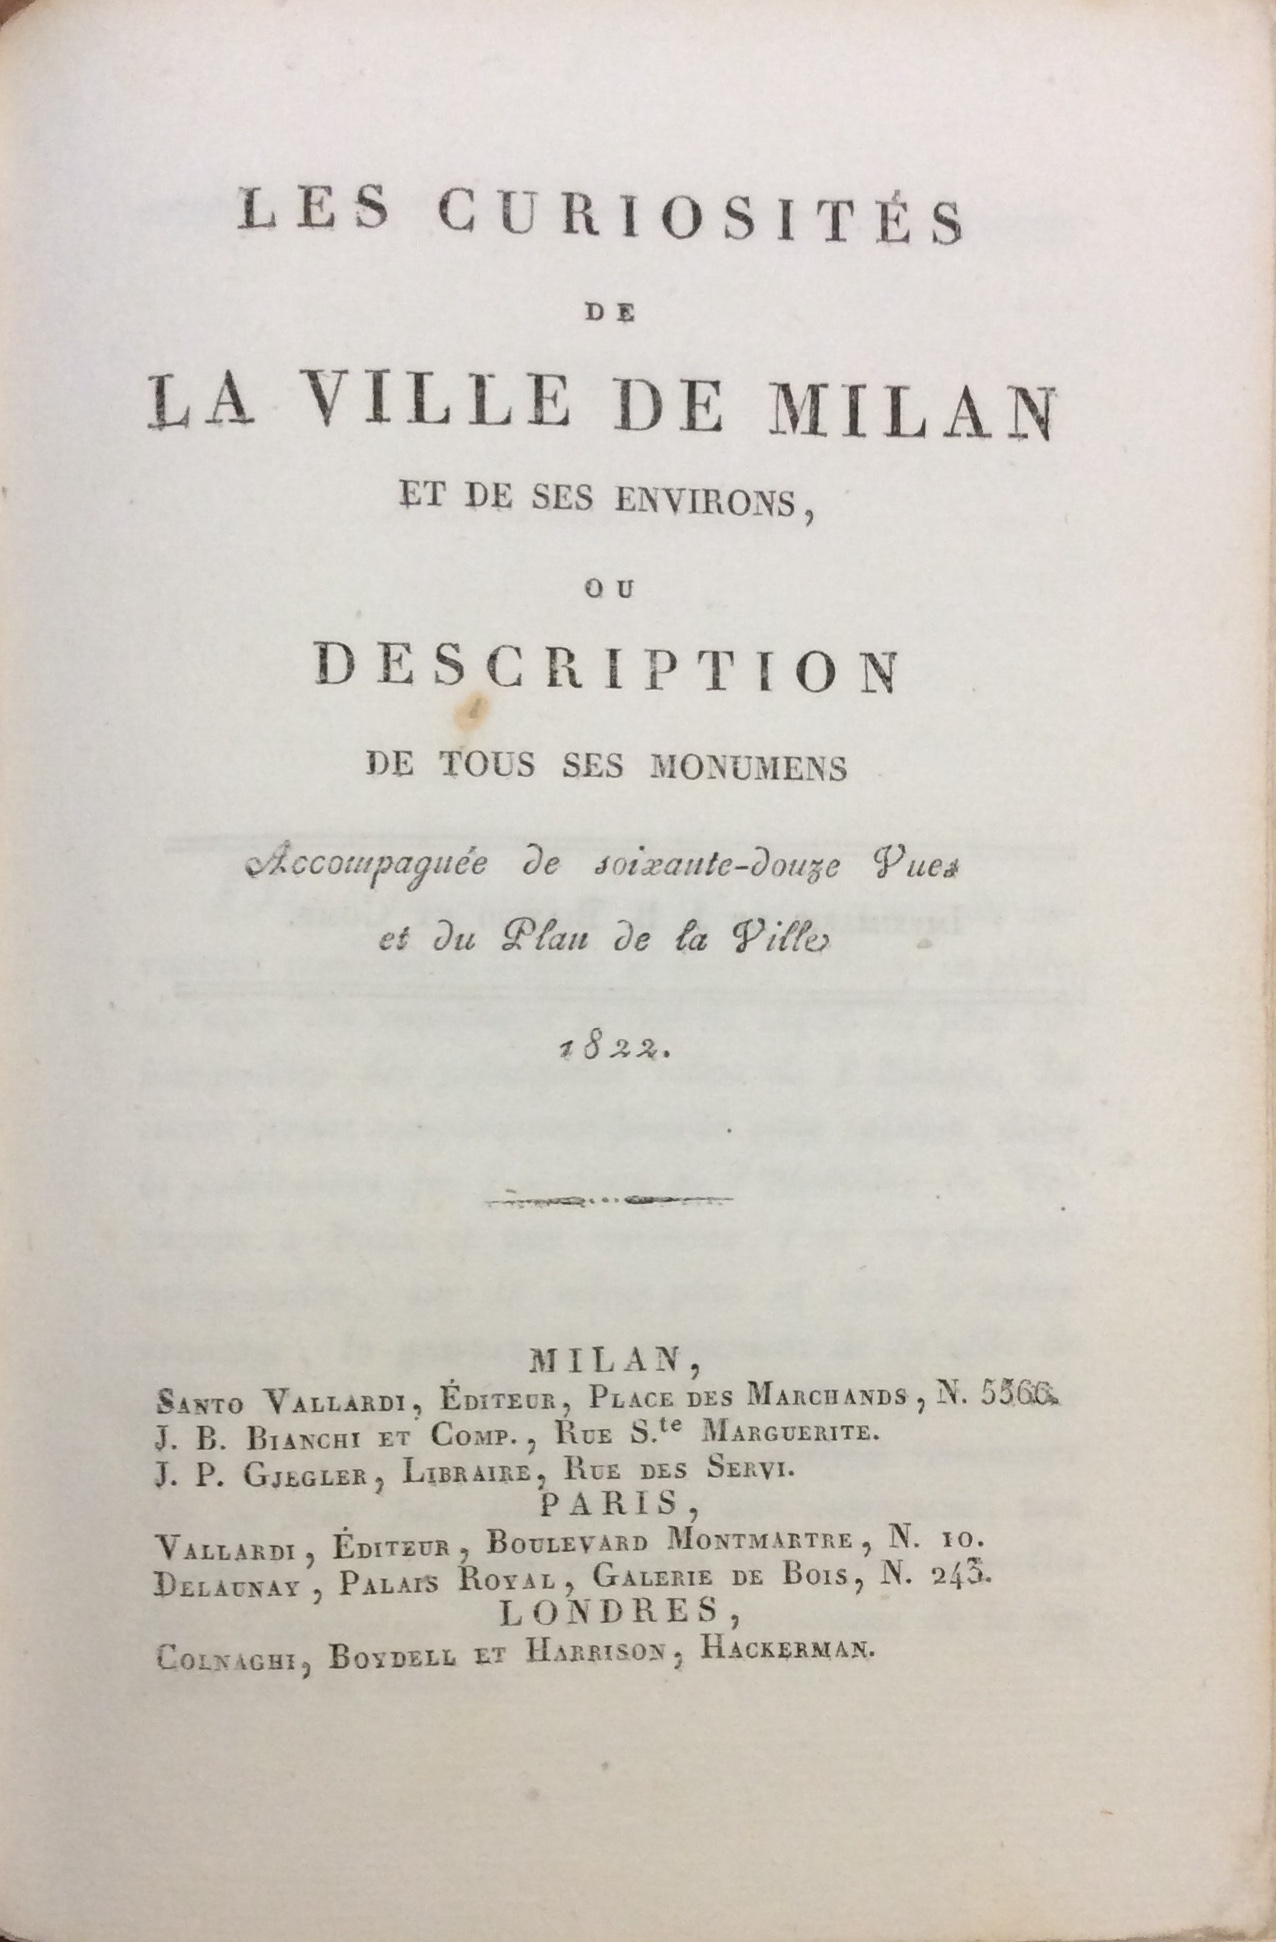 LES CURIOSITÉS
DE
LA VILLE DE MILAN
ET DE SES ENVIRONS,
OU
DESCRIPTION
DE TOUS SES MONUMENS
Accompagnée de soixante-douze Vues
et du Plan de la Ville
1822.
MILAN,
SANTO VALLARDI, ÉDITEUR, PLACE DES MARCHANDS, N.
J. B. BIANCHI ET COMP., RUE S.te MARGUERITE.
J. P. GJEGLER, LIBRAIRE, RUE DES SERVI.
PARIS,
VALLARDI, ÉDITEUR, BOULEVARD MONTMARTRE, N. 10.
DELAUNAY, PALAIS ROYAL, GALERIE DE BOIS, N. 243.
LONDRES,
COLNAGHI, BOYDELL ET HARRISON, HACKERMAN.